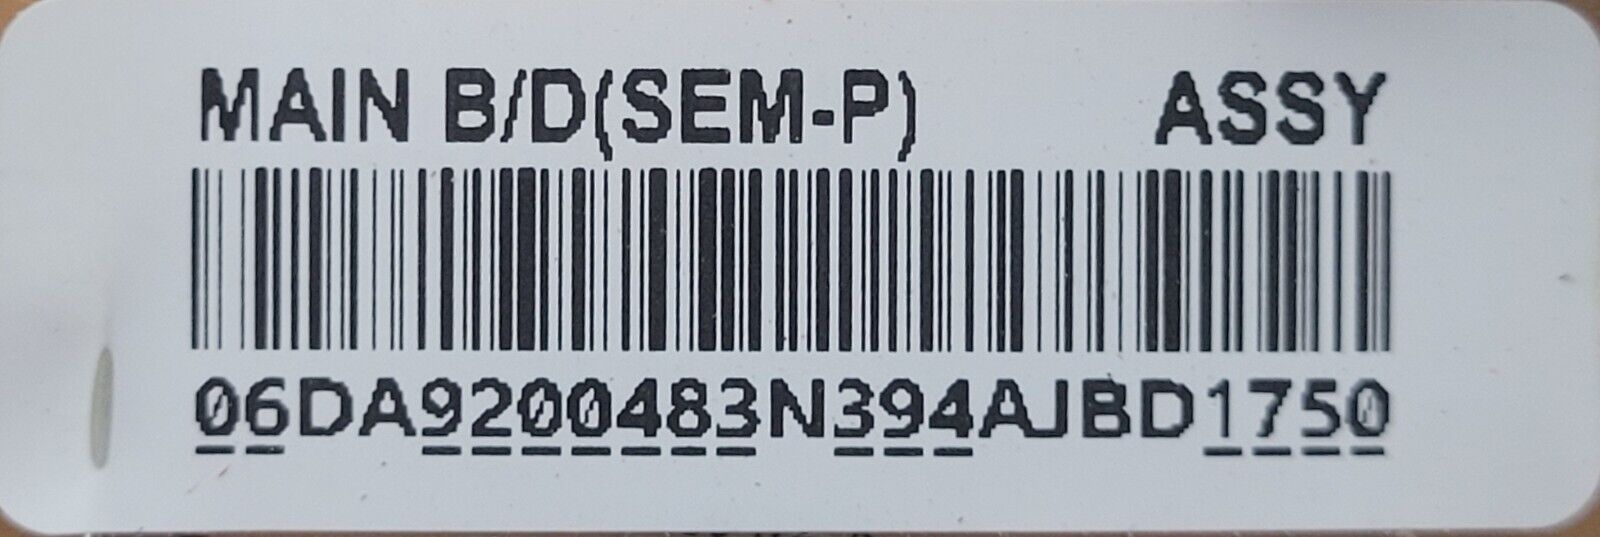 MAIN B/D(SEM-P) ASSY
06DA9200483N394AJBD1750